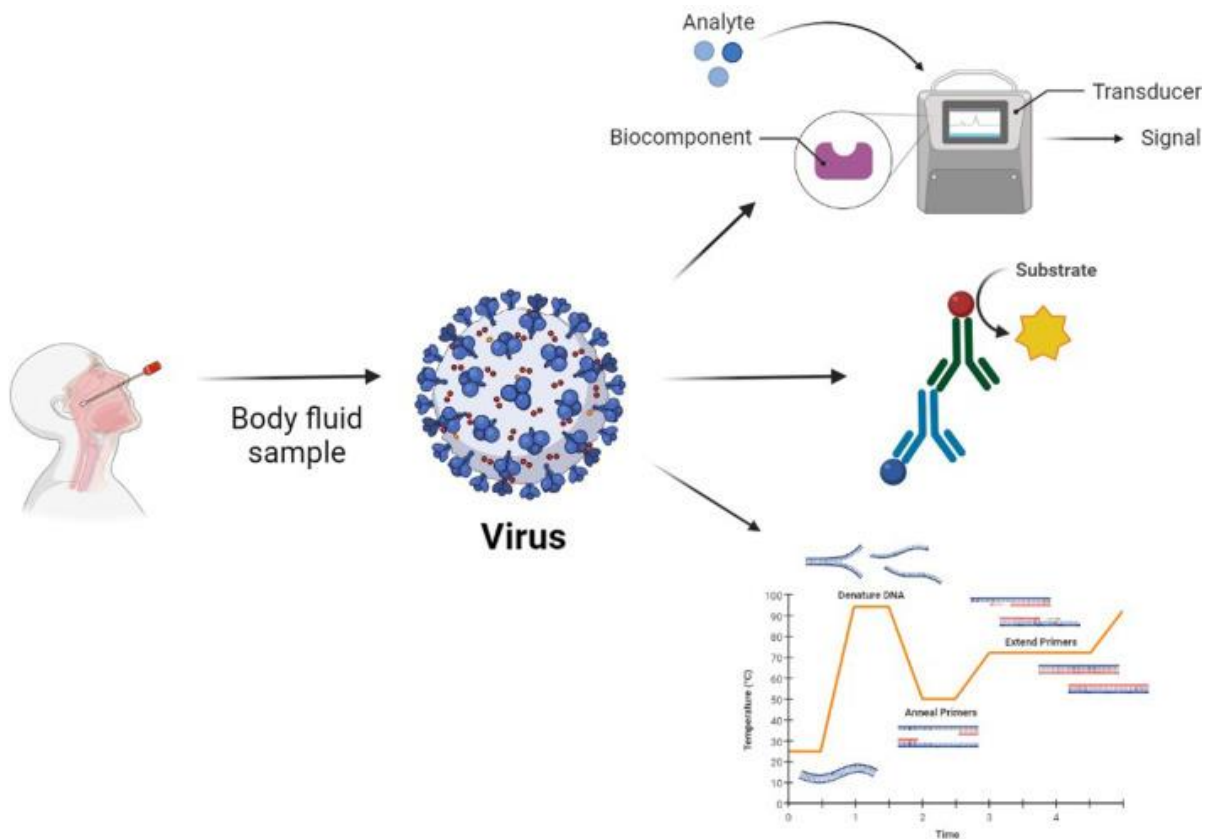 Analyte
Biocomponent
Transducer
Signal
Body fluid
sample
Virus
Substrate
Denature DNA
Extend Primers
Anneal Primers
Temperature (°C)
100
90
80
70
60
50
40
30
20
10
0
0
1
2
3
4
Time